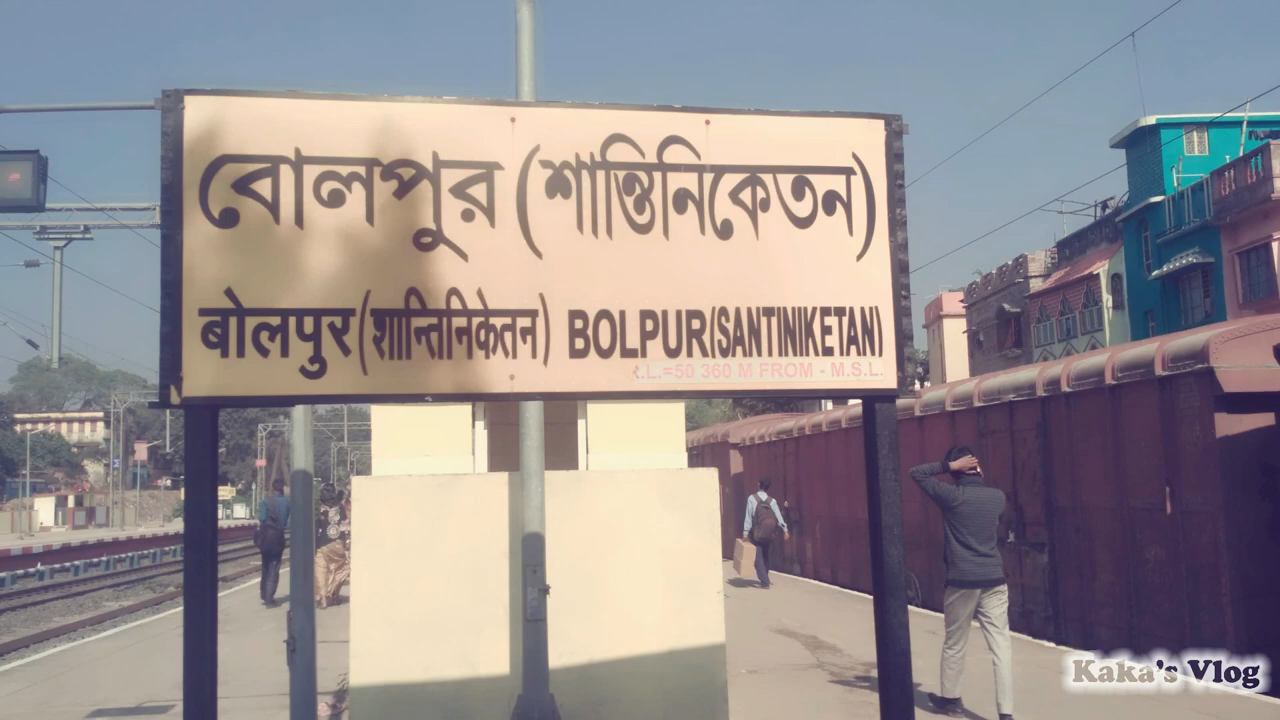 বোলপুর (শান্তিনিকেতন)
बोलपुर (शान्तिनिकेतन) BOLPUR(SANTINIKETAN)
.L.=50 360 M FROM - M.S.L.
Kaka's Vlog